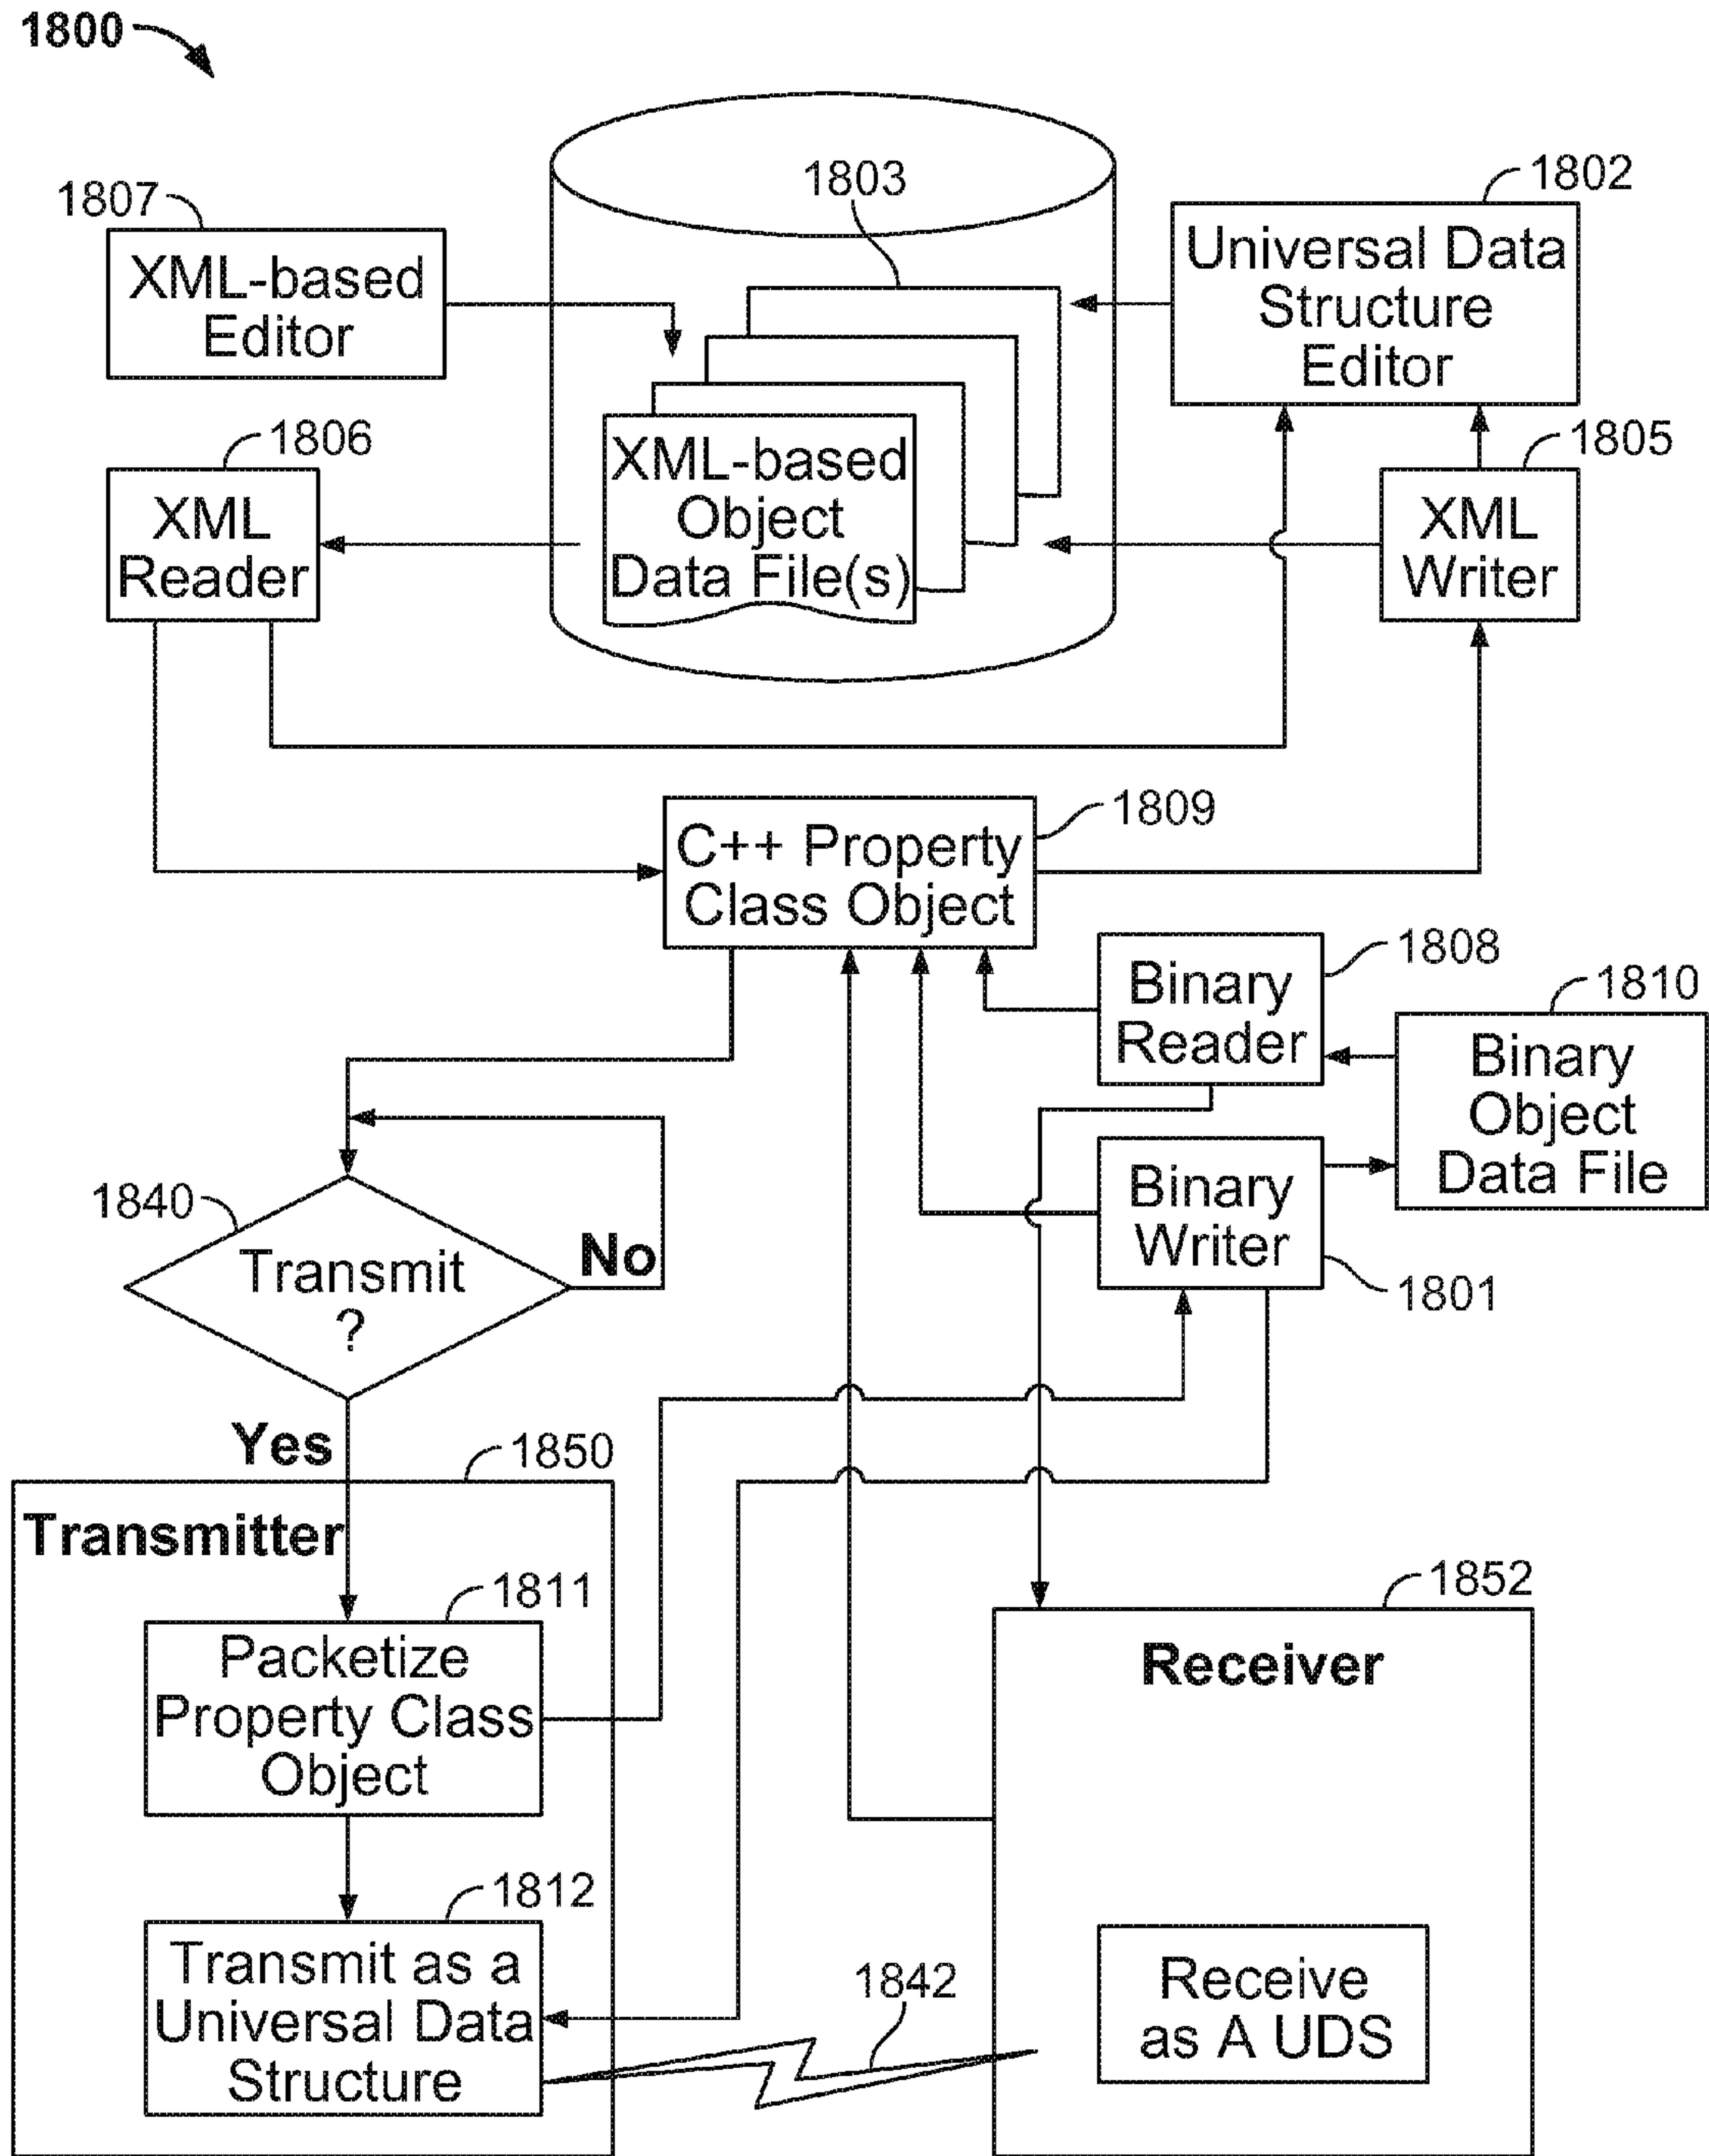 1800
1803
1802
1807
XML-based
Editor
Universal Data
Structure
Editor
1806
1805
XML
Reader
XML-based
Object
Data File(s)
XML
Writer
1809
C++ Property
Class Object
1808
Binary
Reader
1810
Binary
Object
Data File
1840
Transmit
?
No
Binary
Writer
1801
Yes
1850
Transmitter
1811
Packetize
Property Class
Object
1852
Receiver
1812
Transmit as a
Universal Data
Structure
1842
Receive
as A UDS